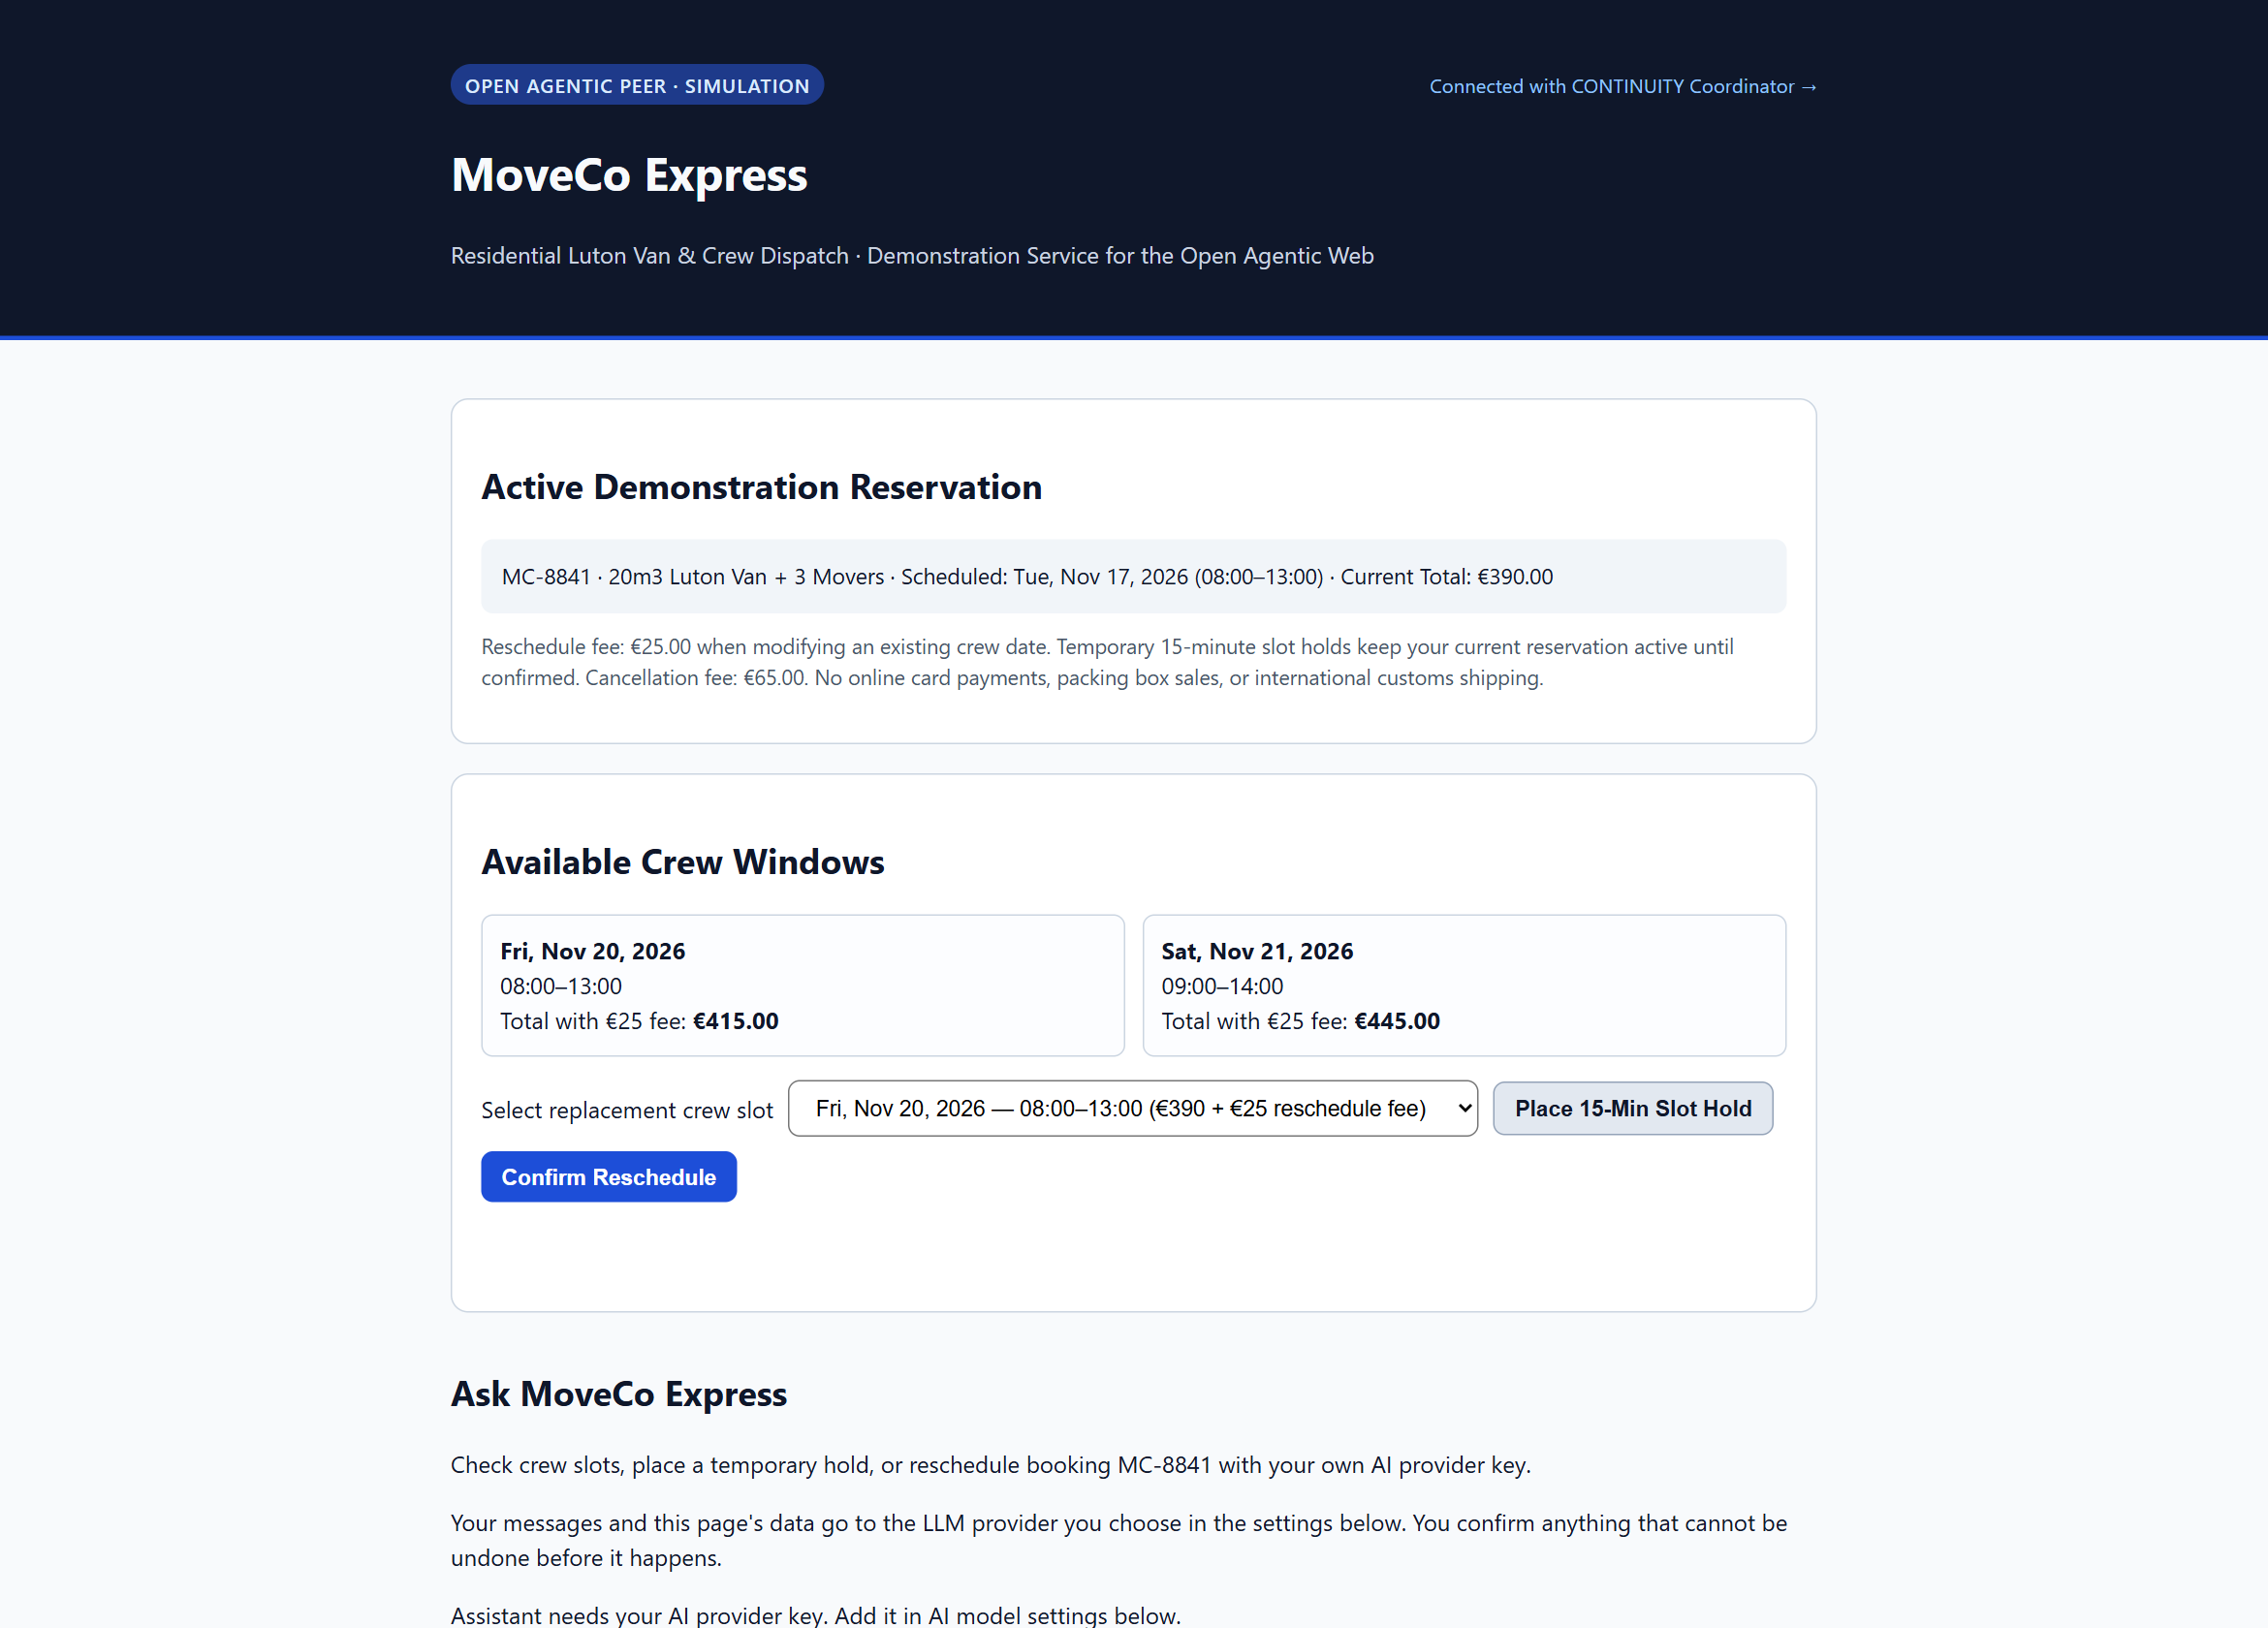 OPEN AGENTIC PEER · SIMULATION
Connected with CONTINUITY Coordinator →
MoveCo Express
Residential Luton Van & Crew Dispatch · Demonstration Service for the Open Agentic Web
Active Demonstration Reservation
MC-8841 · 20m3 Luton Van + 3 Movers · Scheduled: Tue, Nov 17, 2026 (08:00–13:00) · Current Total: €390.00
Reschedule fee: €25.00 when modifying an existing crew date. Temporary 15-minute slot holds keep your current reservation active until
confirmed. Cancellation fee: €65.00. No online card payments, packing box sales, or international customs shipping.
Available Crew Windows
Fri, Nov 20, 2026
08:00–13:00
Total with €25 fee: €415.00
Sat, Nov 21, 2026
09:00–14:00
Total with €25 fee: €445.00
Select replacement crew slot
Fri, Nov 20, 2026 — 08:00–13:00 (€390 + €25 reschedule fee)
Place 15-Min Slot Hold
Confirm Reschedule
Ask MoveCo Express
Check crew slots, place a temporary hold, or reschedule booking MC-8841 with your own AI provider key.
Your messages and this page's data go to the LLM provider you choose in the settings below. You confirm anything that cannot be
undone before it happens.
Assistant needs your AI provider key. Add it in AI model settings below.